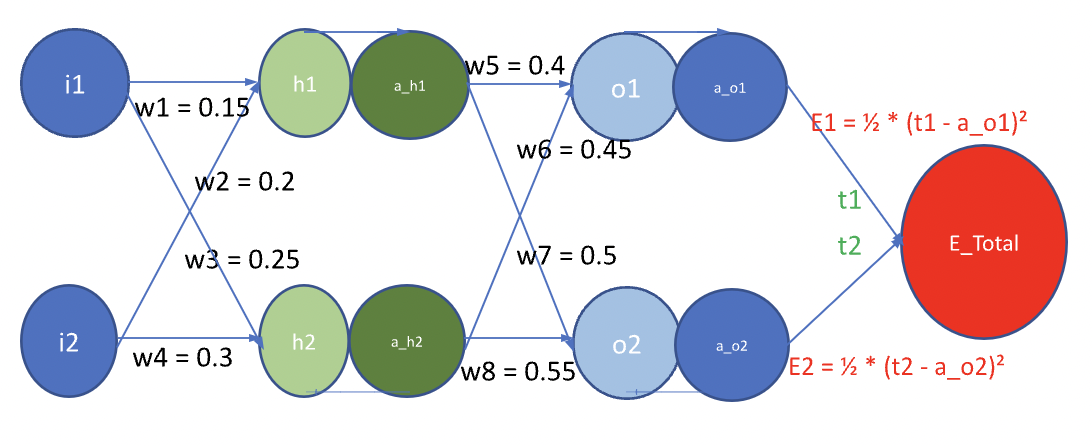 i1
h1
a_h1
w5 = 0.4
o1
a_o1
w1 = 0.15
E1 = ½ * (t1 - a_o1)²
w6 = 0.45
w2 = 0.2
t1
t2
E_Total
w3 = 0.25
w7 = 0.5
i2
h2
a_h2
o2
a_o2
w4 = 0.3
w8 = 0.55
E2 = ½ * (t2 - a_o2)²